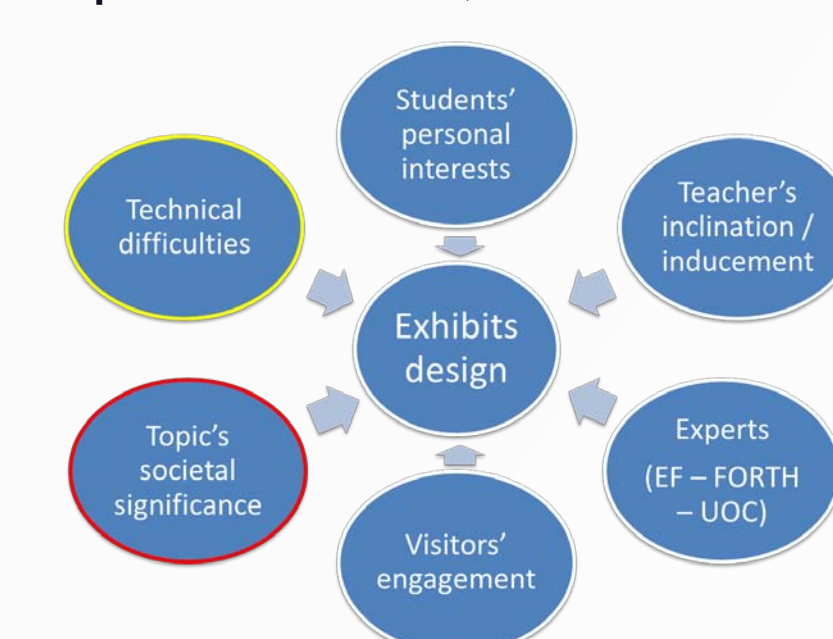 Students’
personal
interests
Technical
difficulties
Teacher’s
inclination /
inducement
Exhibits
design
Topic’s
societal
significance
Experts
(EF – FORTH
– UOC)
Visitors’
engagement